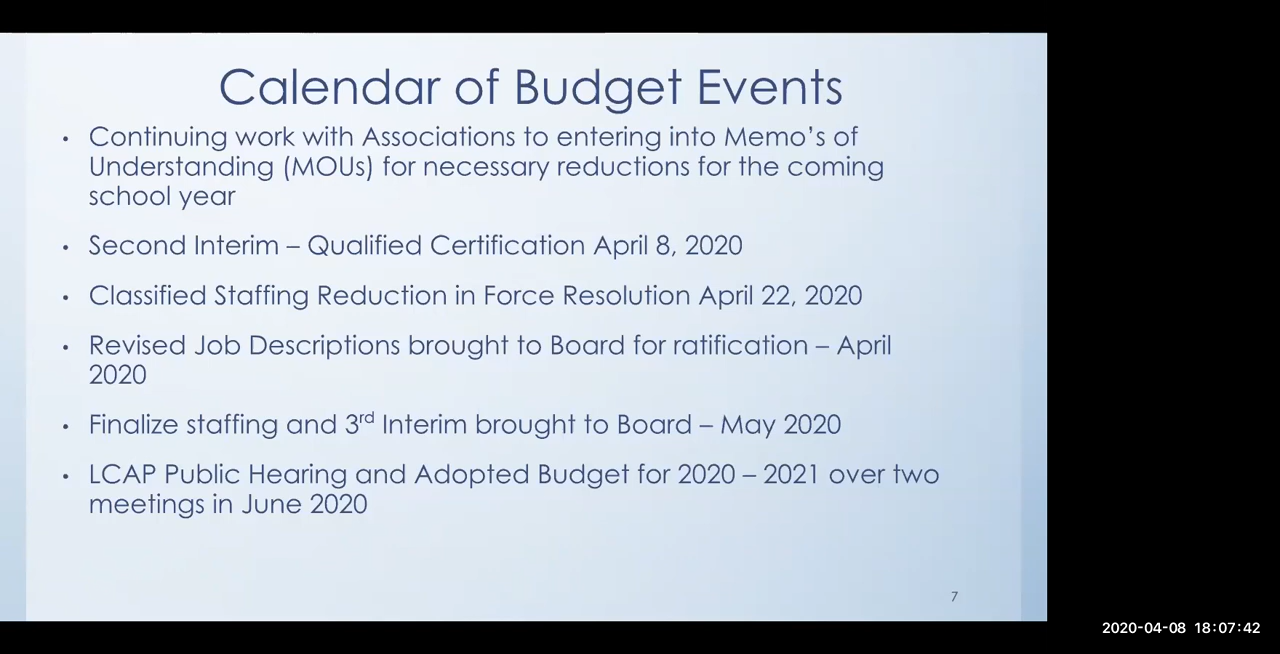 Calendar of Budget Events
• Continuing work with Associations to entering into Memo's of
Understanding (MOUs) for necessary reductions for the coming
school year
• Second Interim – Qualified Certification April 8, 2020
• Classified Staffing Reduction in Force Resolution April 22, 2020
• Revised Job Descriptions brought to Board for ratification – April
2020
• Finalize staffing and 3rd Interim brought to Board – May 2020
• LCAP Public Hearing and Adopted Budget for 2020 – 2021 over two
meetings in June 2020
7
2020-04-08 18:07:42